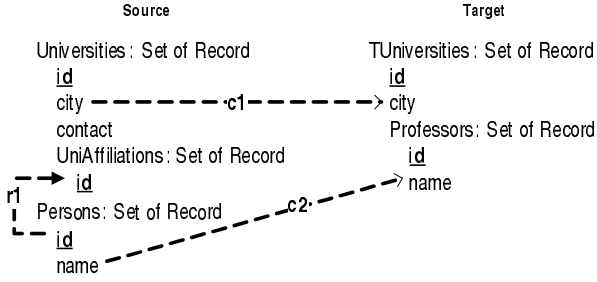 Source Target
Universities: Set of Record TUniversities: Set of Record
id id
city c1 city
contact Professors: Set of Record
UniAffiliations: Set of Record id
id name
r1
Persons: Set of Record c2
id
name